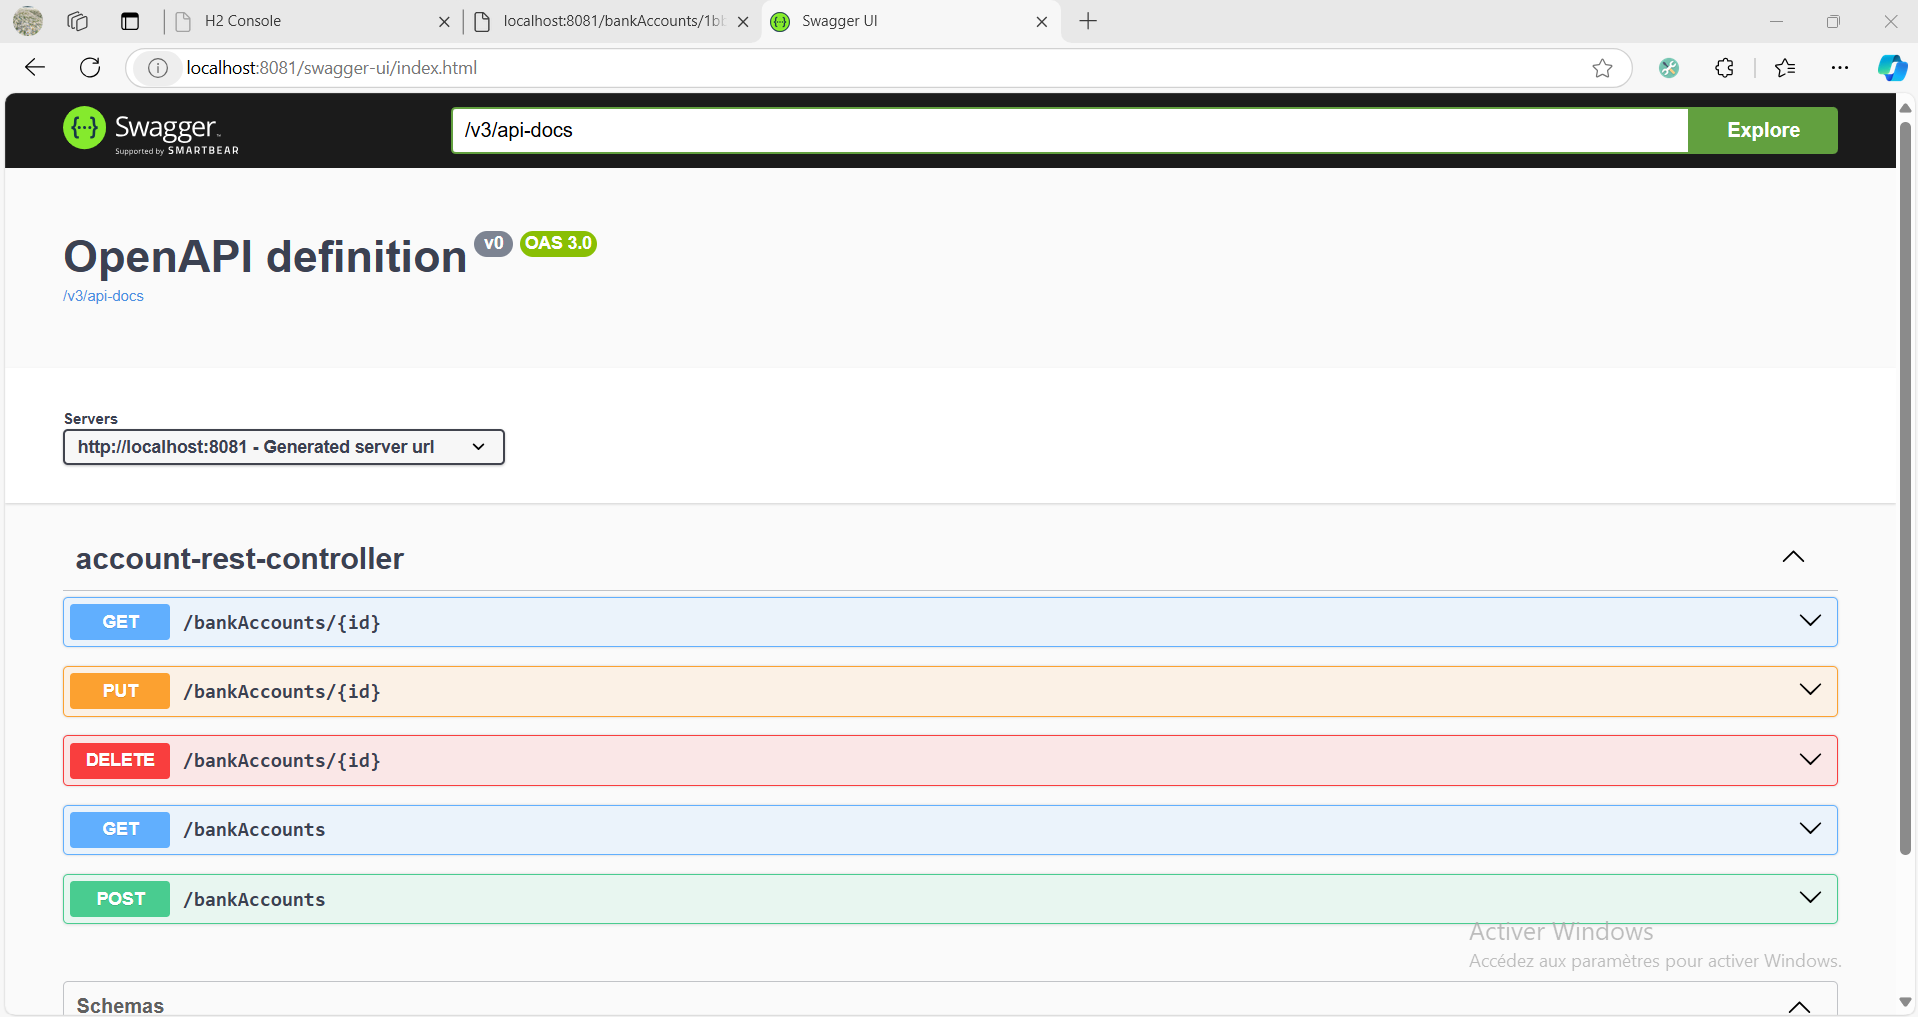 H2 Console
localhost:8081/bankAccounts/1b
Swagger UI
localhost:8081/swagger-ui/index.html
Swagger
Supported by SMARTBEAR
/v3/api-docs
Explore
OpenAPI definition v0 OAS 3.0
/v3/api-docs
Servers
http://localhost:8081 - Generated server url
account-rest-controller
GET /bankAccounts/{id}
PUT /bankAccounts/{id}
DELETE /bankAccounts/{id}
GET /bankAccounts
POST /bankAccounts
Activer Windows
Accédez aux paramètres pour activer Windows.
Schemas